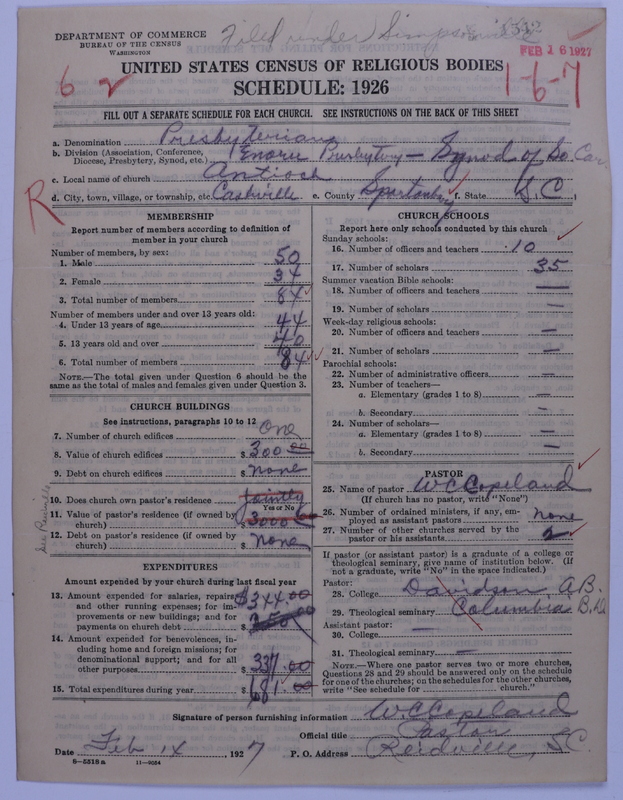 Filed under Simpsonville
DEPARTMENT OF COMMERCE
BUREAU OF THE CENSUS
WASHINGTON
FEB 16 1927
UNITED STATES CENSUS OF RELIGIOUS BODIES
SCHEDULE: 1926
1-6-7
6 2
FILL OUT A SEPARATE SCHEDULE FOR EACH CHURCH. SEE INSTRUCTIONS ON THE BACK OF THIS SHEET
a. Denomination Presbyterian
b. Division (Association, Conference, Diocese, Presbytery, Synod, etc.) Enoree Presbytery — Synod of So Car
c. Local name of church Antioch
R
d. City, town, village, or township, etc. Cashville e. County Spartanburg f. State S.C
MEMBERSHIP
Report number of members according to definition of
member in your church
Number of members, by sex:
1. Male 50
2. Female 34
3. Total number of members 84
Number of members under and over 13 years old:
4. Under 13 years of age 44
5. 13 years old and over 40
6. Total number of members 84
NOTE.—The total given under Question 6 should be the
same as the total of males and females given under Question 3.
CHURCH BUILDINGS
See instructions, paragraphs 10 to 12
7. Number of church edifices One
8. Value of church edifices $ 300 00
9. Debt on church edifices $ None
10. Does church own pastor's residence jointly
Yes or No
11. Value of pastor's residence (if owned by
church) $ 3000
12. Debt on pastor's residence (if owned by
church) $ None
See Reidville
EXPENDITURES
Amount expended by your church during last fiscal year
13. Amount expended for salaries, repairs, $344.00
and other running expenses; for im-
provements or new buildings; and for
payments on church debt $
14. Amount expended for benevolences, in-
cluding home and foreign missions; for
denominational support; and for all
other purposes $ 337.00
15. Total expenditures during year $ 681.00
CHURCH SCHOOLS
Report here only schools conducted by this church
Sunday schools:
16. Number of officers and teachers 10
17. Number of scholars 35
Summer vacation Bible schools:
18. Number of officers and teachers —
19. Number of scholars —
Week-day religious schools:
20. Number of officers and teachers —
21. Number of scholars —
Parochial schools:
22. Number of administrative officers —
23. Number of teachers—
a. Elementary (grades 1 to 8) —
b. Secondary —
24. Number of scholars—
a. Elementary (grades 1 to 8) —
b. Secondary —
PASTOR
25. Name of pastor W C Copeland
(If church has no pastor, write "None")
26. Number of ordained ministers, if any, em-
ployed as assistant pastors None
27. Number of other churches served by the
pastor or his assistants 2
If pastor (or assistant pastor) is a graduate of a college or
theological seminary, give name of institution below. (If
not a graduate, write "No" in the space indicated.)
Pastor:
28. College Davidson, A.B.
29. Theological seminary Columbia B.D.
Assistant pastor:
30. College —
31. Theological seminary —
NOTE.—Where one pastor serves two or more churches,
Questions 28 and 29 should be answered only on the schedule
for one of the churches; on the schedules for the other churches,
write "See schedule for church."
Signature of person furnishing information W C Copeland
Official title Pastor
Date Feb 14, 1927 P. O. Address Reidville, S.C.
8—5518 a 11—9024